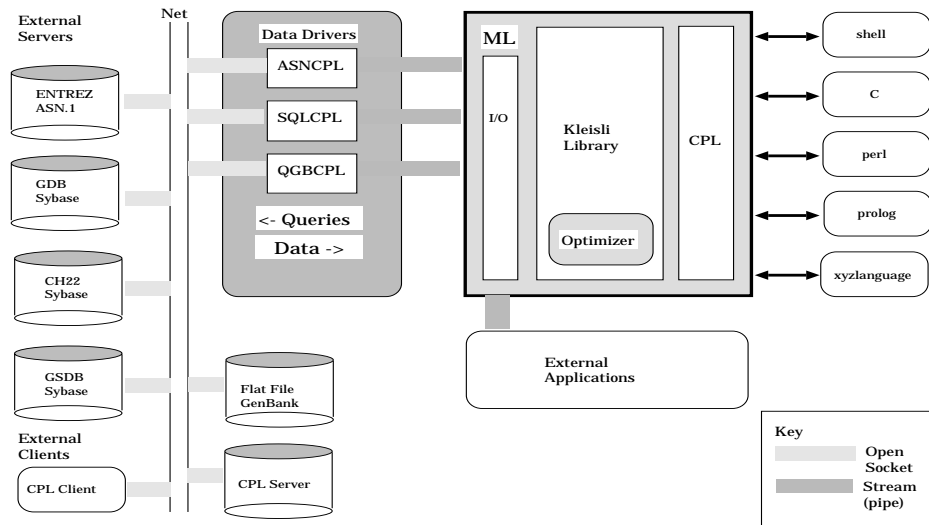 External
Servers
Net
ENTREZ
ASN.1
GDB
Sybase
CH22
Sybase
GSDB
Sybase
External
Clients
CPL Client
Data Drivers
ASNCPL
SQLCPL
QGBCPL
<- Queries
Data ->
Flat File
GenBank
CPL Server
ML
I/O
Kleisli
Library
Optimizer
CPL
External
Applications
shell
C
perl
prolog
xyzlanguage
Key
Open
Socket
Stream
(pipe)